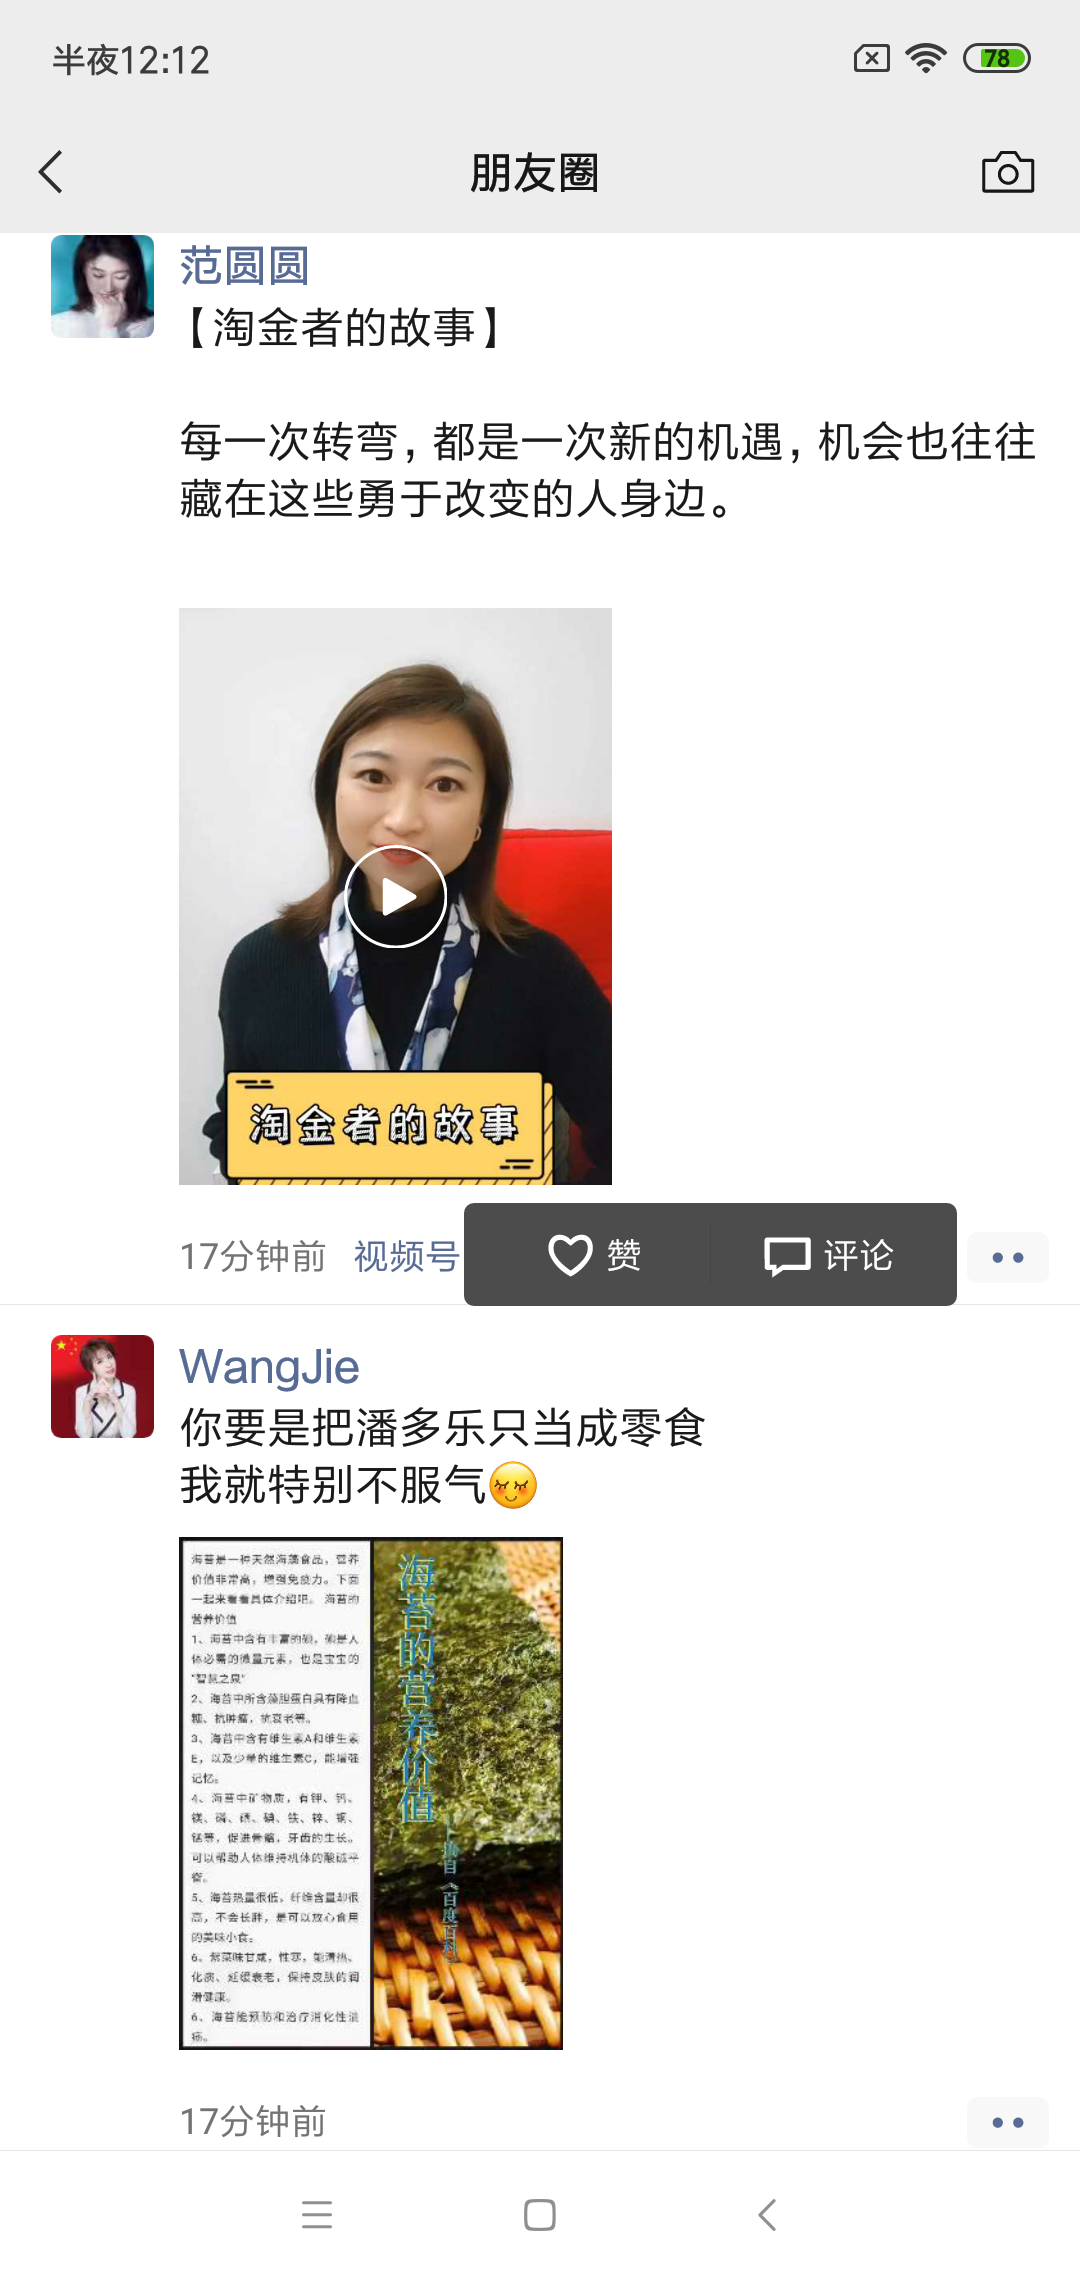 半夜12:12
78
朋友圈
范圆圆
【淘金者的故事】
每一次转弯，都是一次新的机遇，机会也往往
藏在这些勇于改变的人身边。
淘金者的故事
17分钟前 视频号
赞 评论
WangJie
你要是把潘多乐只当成零食
我就特别不服气
海苔是一种天然海藻食品，营养
价值非常高，增强免疫力。下面
一起来看看具体介绍吧。 海苔的
营养价值
1、海苔中含有丰富的碘，碘是人
体必需的微量元素，也是宝宝的
“智慧之泉”
2、海苔中所含藻胆蛋白具有降血
糖、抗肿瘤，抗衰老等。
3、海苔中含有维生素A和维生素
E，以及少量的维生素C，能增强
记忆。
4、海苔中矿物质，有钾、钙、
镁、磷、硒、碘、铁、锌、铜、
锰等，促进骨骼，牙齿的生长。
可以帮助人体维持机体的酸碱平
衡。
5、海苔热量很低，纤维含量却很
高，不会长胖，是可以放心食用
的美味小食。
6、紫菜味甘咸，性寒，能清热、
化痰、延缓衰老，保持皮肤的润
滑健康。
6、海苔能预防和治疗消化性溃
疡。
海苔的营养价值
——摘自《百度百科》
17分钟前